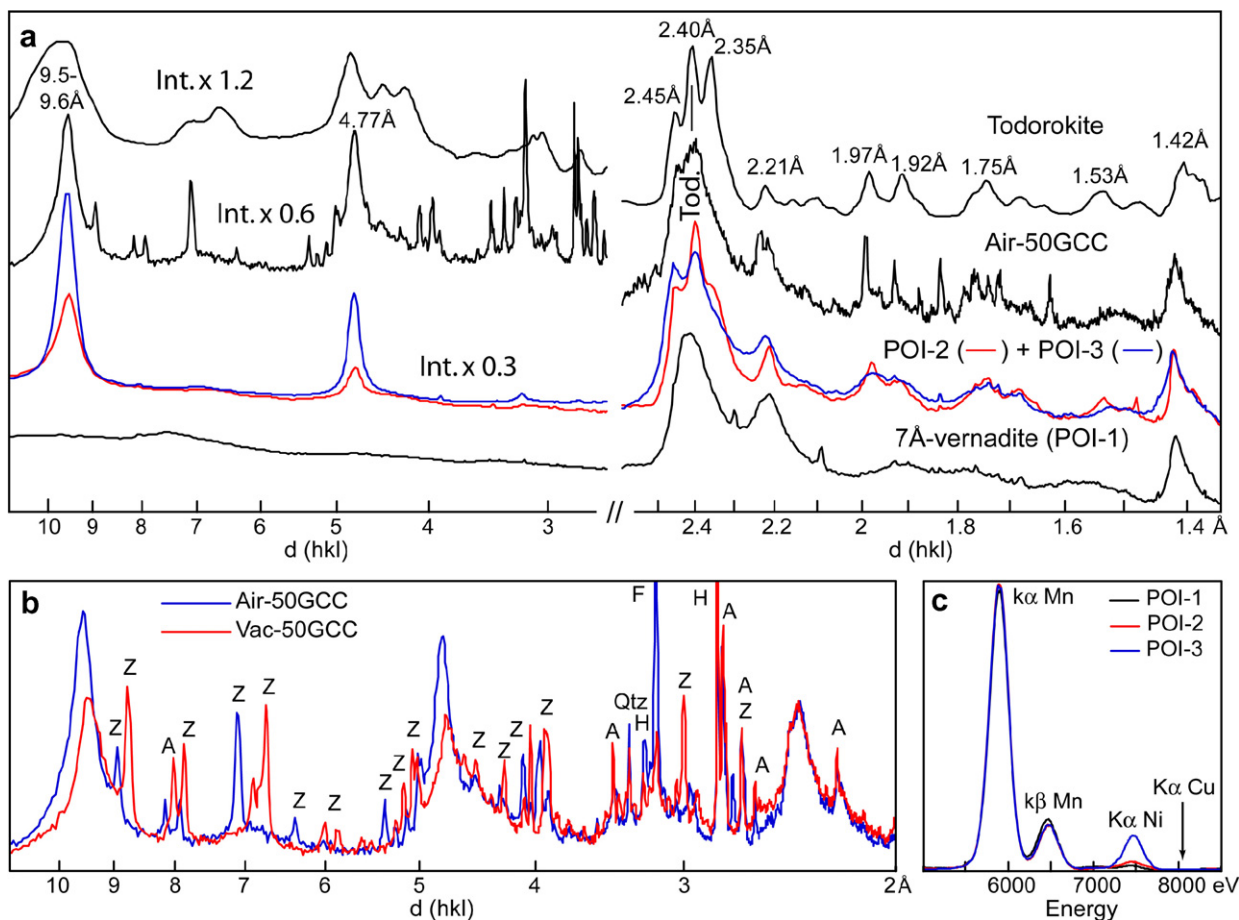 a
9.5-
9.6Å
Int. x 1.2
4.77Å
Int. x 0.6
Int. x 0.3
2.40Å
2.35Å
2.45Å
Tod.
2.21Å
1.97Å
1.92Å
1.75Å
1.53Å
1.42Å
Todorokite
Air-50GCC
POI-2 ( — ) + POI-3 ( — )
7Å-vernadite (POI-1)
10 9 8 7 6 5 4 3 // 2.4 2.2 2 1.8 1.6 1.4 Å
d (hkl) d (hkl)
b
Air-50GCC
Vac-50GCC
Z
Z
A
Z
Z
Z
Z
Z
Z
Z
Z
Z
Z
Z
Z
A
Qtz
H
F
Z
H
A
A
Z
A
A
10 9 8 7 6 5 4 3 2Å
d (hkl)
c
kα Mn
POI-1
POI-2
POI-3
kβ Mn
Kα Ni
Kα Cu
6000 7000 8000 eV
Energy